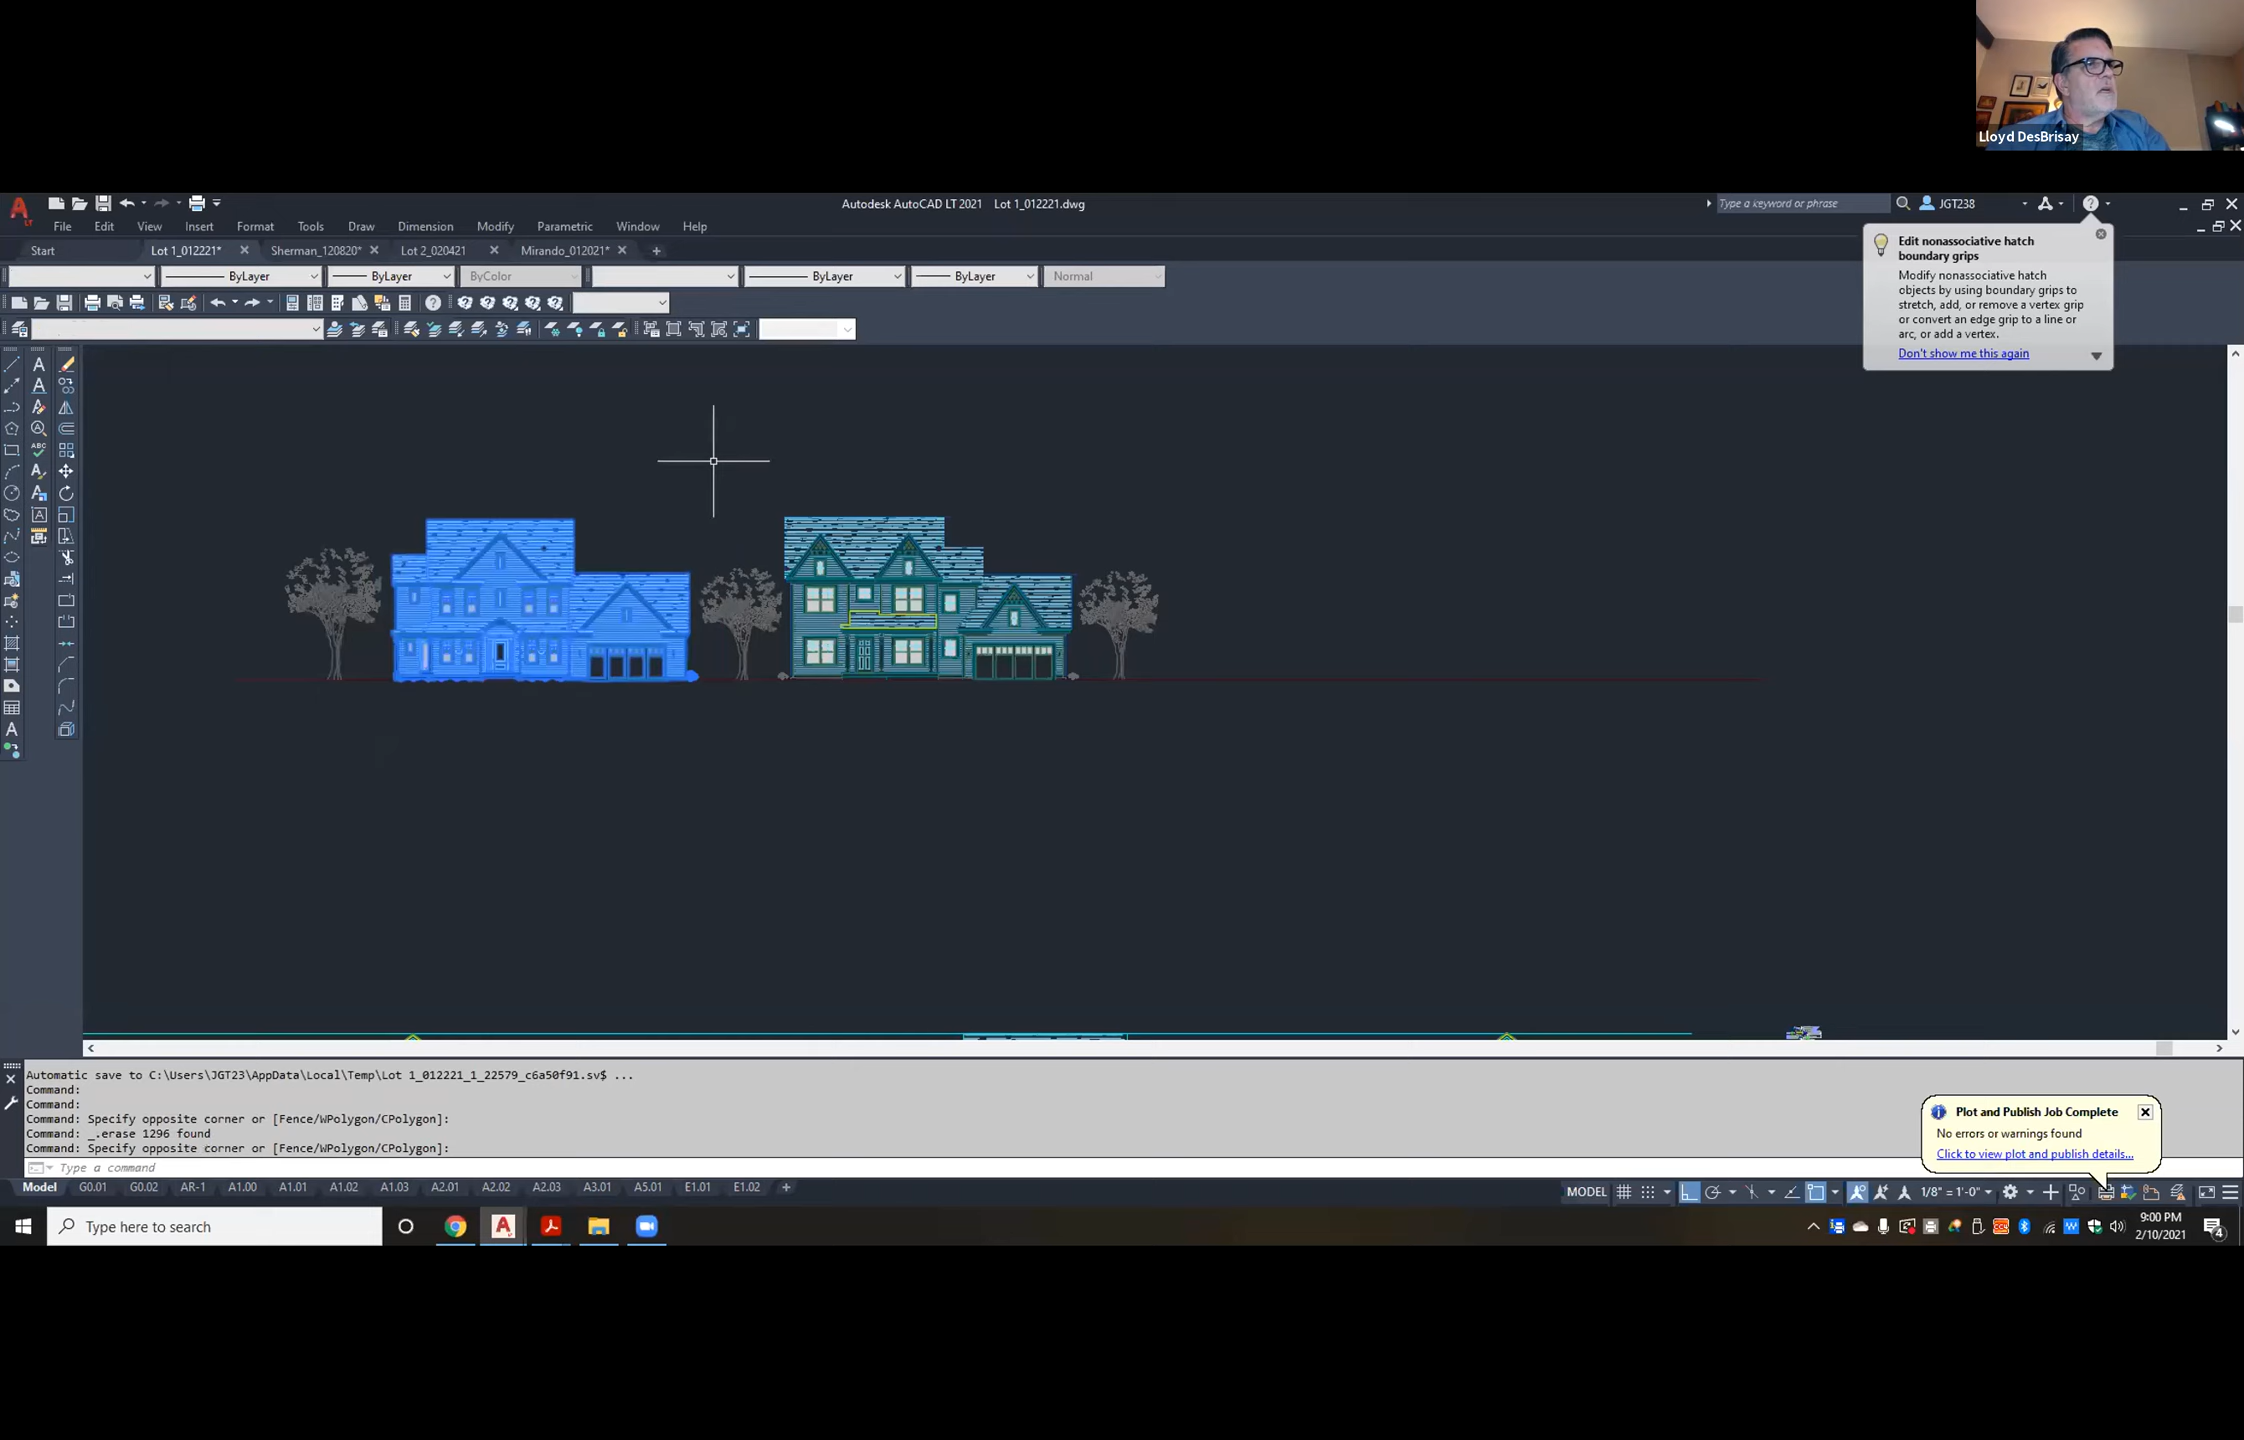 Lloyd DesBrisay
Autodesk AutoCAD LT 2021 Lot 1_012221.dwg
Type a keyword or phrase
JGT238
File Edit View Insert Format Tools Draw Dimension Modify Parametric Window Help
Start Lot 1_012221* Sherman_120820* Lot 2_020421 Mirando_012021*
ByLayer ByLayer ByColor ByLayer ByLayer Normal
Edit nonassociative hatch
boundary grips
Modify nonassociative hatch
objects by using boundary grips to
stretch, add, or remove a vertex grip
or convert an edge grip to a line or
arc, or add a vertex.
Don't show me this again
Automatic save to C:\Users\JGT23\AppData\Local\Temp\Lot 1_012221_1_22579_c6a50f91.sv$ ...
Command:
Command:
Command: Specify opposite corner or [Fence/WPolygon/CPolygon]:
Command: _.erase 1296 found
Command: Specify opposite corner or [Fence/WPolygon/CPolygon]:
Type a command
Plot and Publish Job Complete
No errors or warnings found
Click to view plot and publish details...
Model G0.01 G0.02 AR-1 A1.00 A1.01 A1.02 A1.03 A2.01 A2.02 A2.03 A3.01 A5.01 E1.01 E1.02
MODEL 1/8" = 1'-0"
Type here to search
9:00 PM
2/10/2021
4